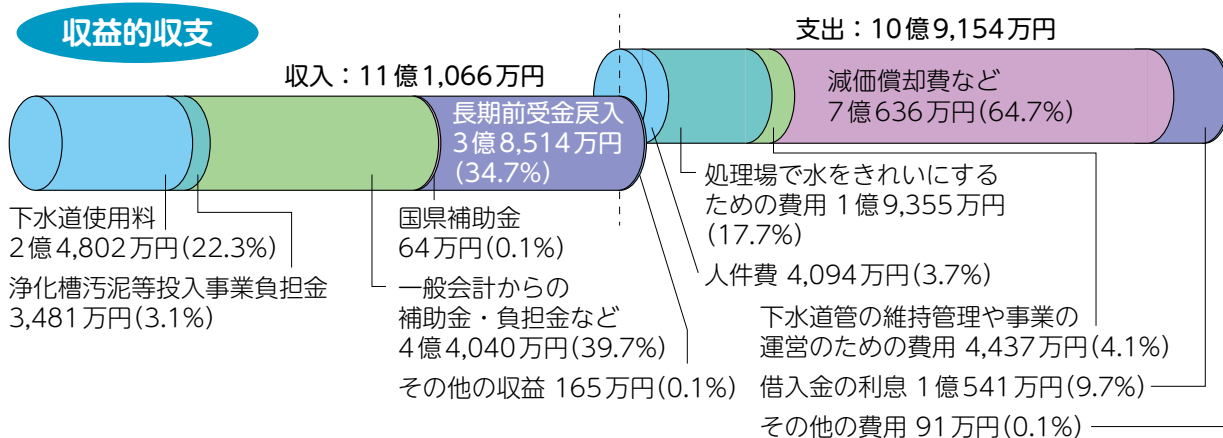 収益的収支
収入：11億1,066万円
長期前受金戻入
3億8,514万円
(34.7%)
下水道使用料
2億4,802万円(22.3%)
浄化槽汚泥等投入事業負担金
3,481万円(3.1%)
国県補助金
64万円(0.1%)
一般会計からの
補助金・負担金など
4億4,040万円(39.7%)
その他の収益 165万円(0.1%)
支出：10億9,154万円
減価償却費など
7億636万円(64.7%)
処理場で水をきれいにする
ための費用 1億9,355万円
(17.7%)
人件費 4,094万円(3.7%)
下水道管の維持管理や事業の
運営のための費用 4,437万円(4.1%)
借入金の利息 1億541万円(9.7%)
その他の費用 91万円(0.1%)